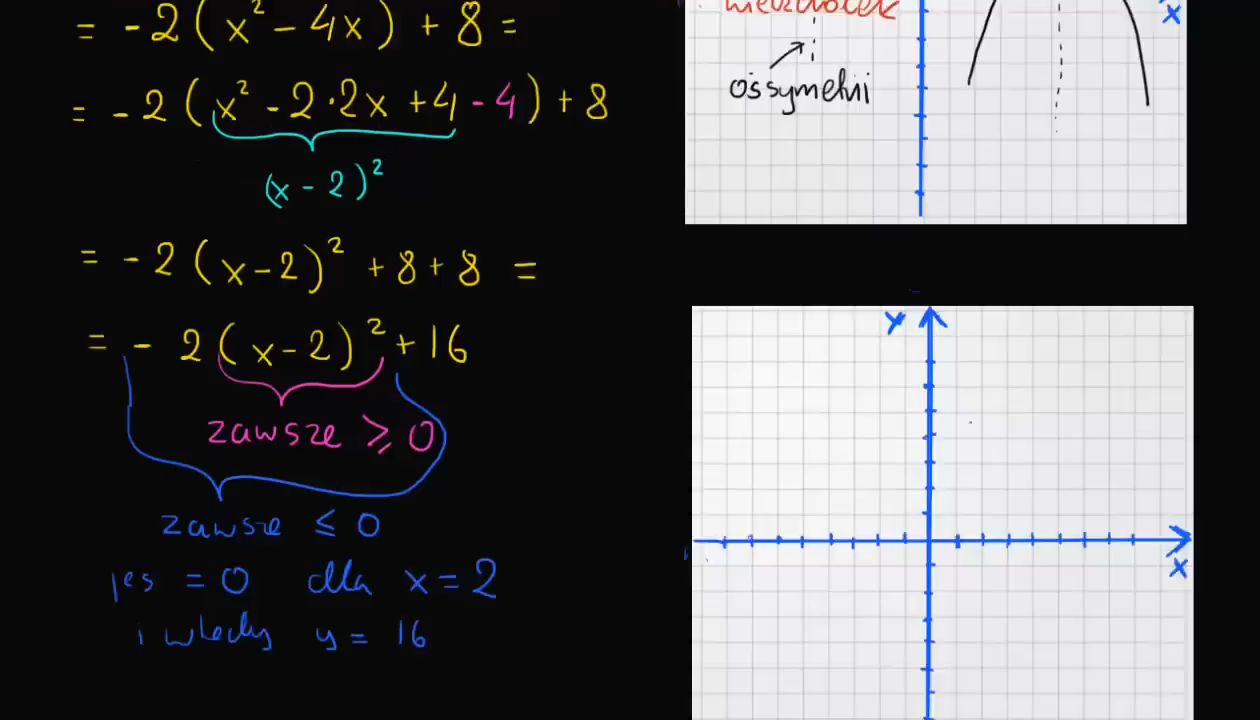 = -2(x² - 4x) + 8 =
= -2(x² - 2·2x + 4 - 4) + 8
(x - 2)²
= -2(x-2)² + 8 + 8 =
= - 2(x-2)² + 16
zawsze ≥ 0
zawsze ≤ 0
jes = 0 dla x = 2
i wtedy y = 16
x
oś symetrii
y
x